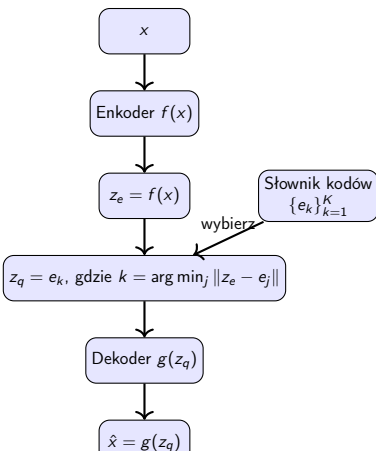 x
Enkoder f(x)
z_e = f(x)
Słownik kodów
{e_k}_{k=1}^K
wybierz
z_q = e_k, gdzie k = arg min_j ‖z_e − e_j‖
Dekoder g(z_q)
x̂ = g(z_q)